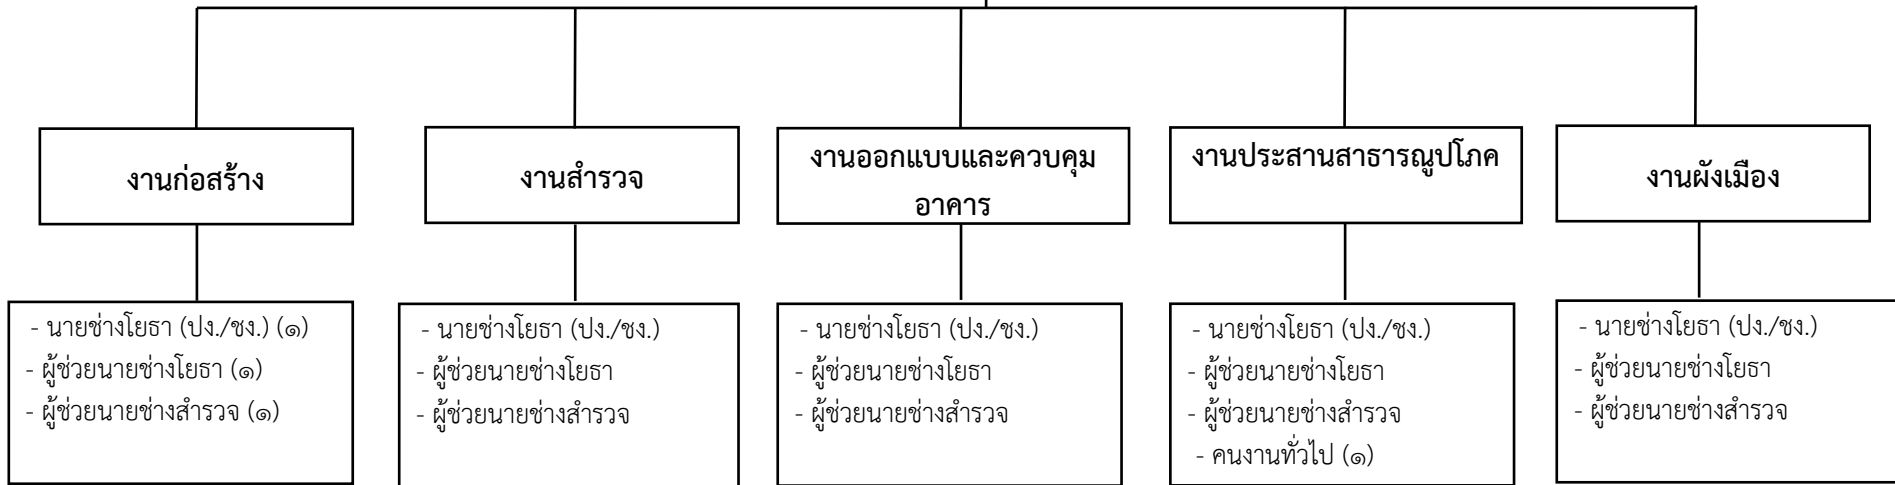 งานก่อสร้าง
งานสำรวจ
งานออกแบบและควบคุม
อาคาร
งานประสานสาธารณูปโภค
งานผังเมือง
- นายช่างโยธา (ปง./ชง.) (๑)
- ผู้ช่วยนายช่างโยธา (๑)
- ผู้ช่วยนายช่างสำรวจ (๑)
- นายช่างโยธา (ปง./ชง.)
- ผู้ช่วยนายช่างโยธา
- ผู้ช่วยนายช่างสำรวจ
- นายช่างโยธา (ปง./ชง.)
- ผู้ช่วยนายช่างโยธา
- ผู้ช่วยนายช่างสำรวจ
- นายช่างโยธา (ปง./ชง.)
- ผู้ช่วยนายช่างโยธา
- ผู้ช่วยนายช่างสำรวจ
- คนงานทั่วไป (๑)
- นายช่างโยธา (ปง./ชง.)
- ผู้ช่วยนายช่างโยธา
- ผู้ช่วยนายช่างสำรวจ